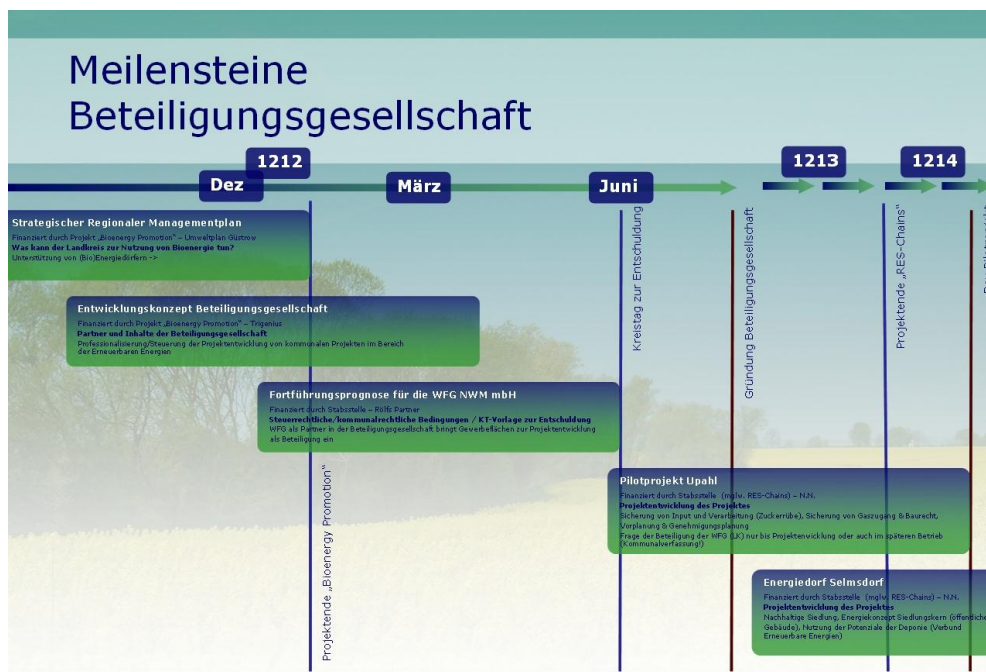 Meilensteine
Beteiligungsgesellschaft
1212
1213
1214
Dez
März
Juni
Strategischer Regionaler Managementplan
Finanziert durch Projekt „Bioenergy Promotion" – Umweltplan Güstrow
Was kann der Landkreis zur Nutzung von Bioenergie tun?
Unterstützung von (Bio)Energiedörfern ->
Entwicklungskonzept Beteiligungsgesellschaft
Finanziert durch Projekt „Bioenergy Promotion" – Trigenius
Partner und Inhalte der Beteiligungsgesellschaft
Professionalisierung/Steuerung der Projektentwicklung von kommunalen Projekten im Bereich
der Erneuerbaren Energien
Fortführungsprognose für die WFG NWM mbH
Finanziert durch Stabsstelle – Rölfs Partner
Steuerrechtliche/kommunalrechtliche Bedingungen / KT-Vorlage zur Entschuldung
WFG als Partner in der Beteiligungsgesellschaft bringt Gewerbeflächen zur Projektentwicklung
als Beteiligung ein
Pilotprojekt Upahl
Finanziert durch Stabsstelle (mglw. RES-Chains) – N.N.
Projektentwicklung des Projektes
Sicherung von Input und Verarbeitung (Zuckerrübe), Sicherung von Gaszugang & Baurecht,
Vorplanung & Genehmigungsplanung
Frage der Beteiligung der WFG (LK) nur bis Projektenwicklung oder auch im späteren Betrieb
(Kommunalverfassung!)
Energiedorf Selmsdorf
Finanziert durch Stabsstelle (mglw. RES-Chains) – N.N.
Projektentwicklung des Projektes
Nachhaltige Siedlung, Energiekonzept Siedlungskern (öffentliche
Gebäude), Nutzung der Potenziale der Deponie (Verbund
Erneuerbare Energien)
Projektende „Bioenergy Promotion"
Kreistag zur Entschuldung
Gründung Beteiligungsgesellschaft
Projektende „RES-Chains"